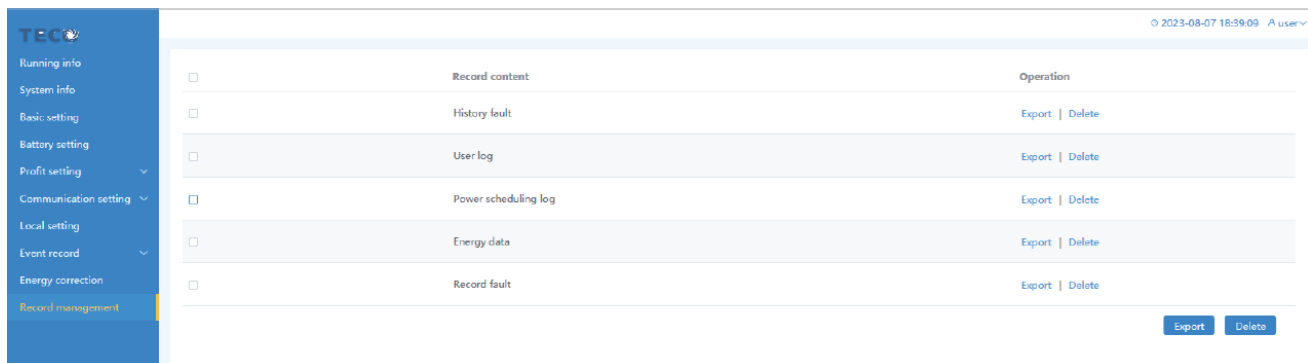 TECO
2023-08-07 18:39:09 user
Running info
System info
Basic setting
Battery setting
Profit setting
Communication setting
Local setting
Event record
Energy correction
Record management
Record content Operation
History fault Export | Delete
User log Export | Delete
Power scheduling log Export | Delete
Energy data Export | Delete
Record fault Export | Delete
Export Delete